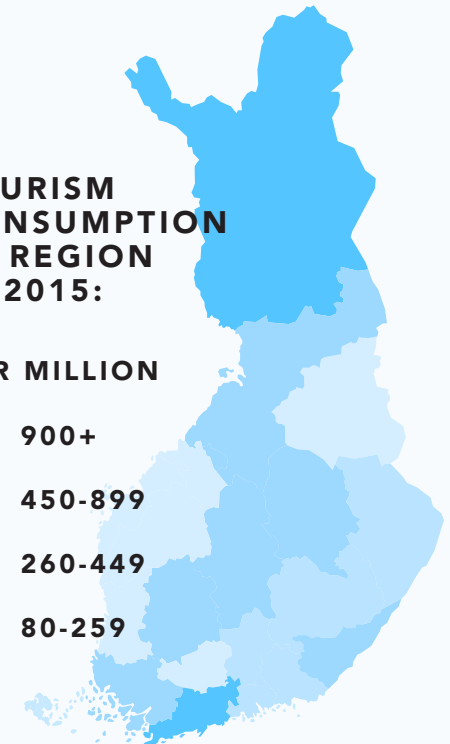 URISM
NSUMPTION
REGION
2015:
R MILLION
900+
450-899
260-449
80-259